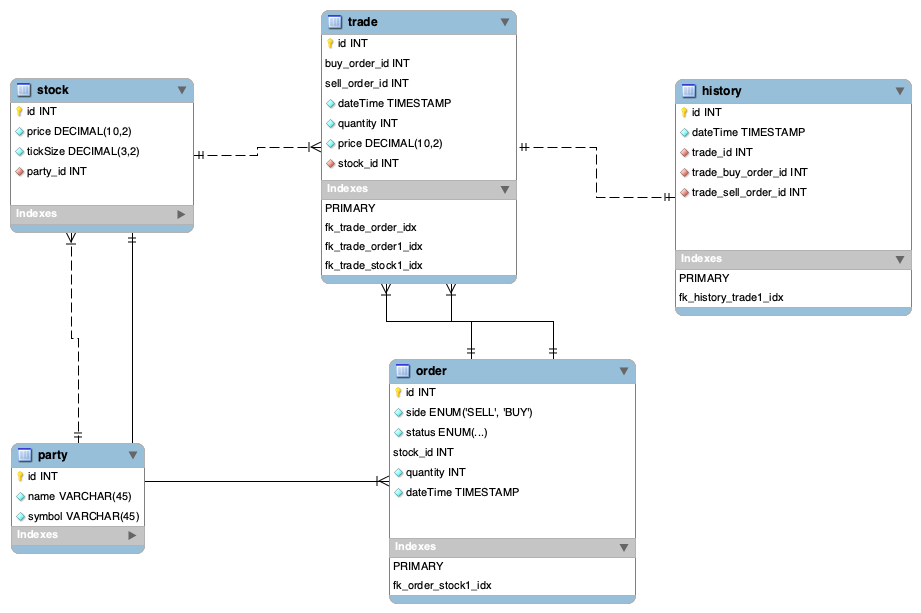 trade
id INT
buy_order_id INT
sell_order_id INT
dateTime TIMESTAMP
quantity INT
price DECIMAL(10,2)
stock_id INT
Indexes
PRIMARY
fk_trade_order_idx
fk_trade_order1_idx
fk_trade_stock1_idx
stock
id INT
price DECIMAL(10,2)
tickSize DECIMAL(3,2)
party_id INT
Indexes
history
id INT
dateTime TIMESTAMP
trade_id INT
trade_buy_order_id INT
trade_sell_order_id INT
Indexes
PRIMARY
fk_history_trade1_idx
order
id INT
side ENUM('SELL', 'BUY')
status ENUM(...)
stock_id INT
quantity INT
dateTime TIMESTAMP
Indexes
PRIMARY
fk_order_stock1_idx
party
id INT
name VARCHAR(45)
symbol VARCHAR(45)
Indexes